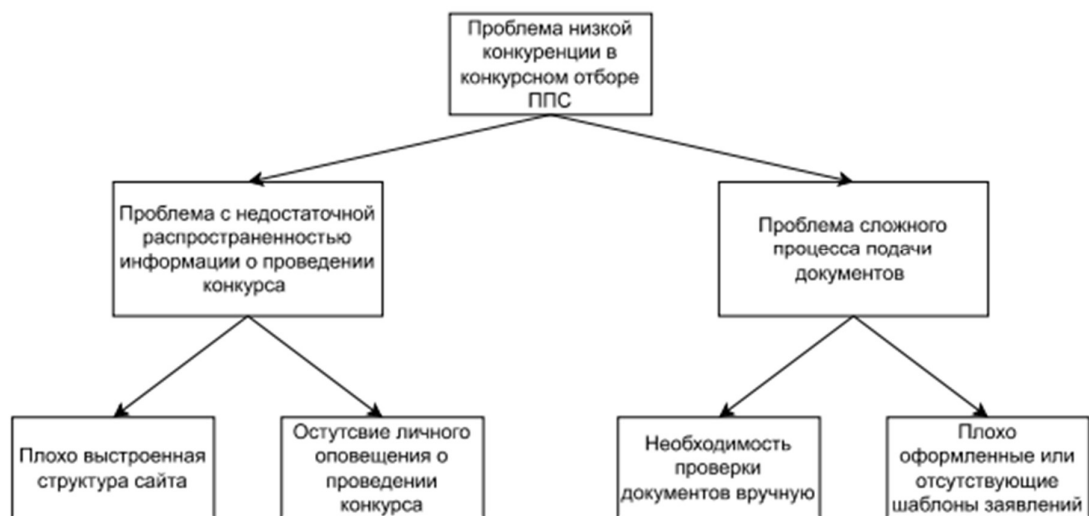 Проблема низкой
конкуренции в
конкурсном отборе
ППС
Проблема с недостаточной
распространенностью
информации о проведении
конкурса
Проблема сложного
процесса подачи
документов
Плохо выстроенная
структура сайта
Остутсвие личного
оповещения о
проведении
конкурса
Необходимость
проверки
документов вручную
Плохо
оформленные или
отсутствующие
шаблоны заявлений